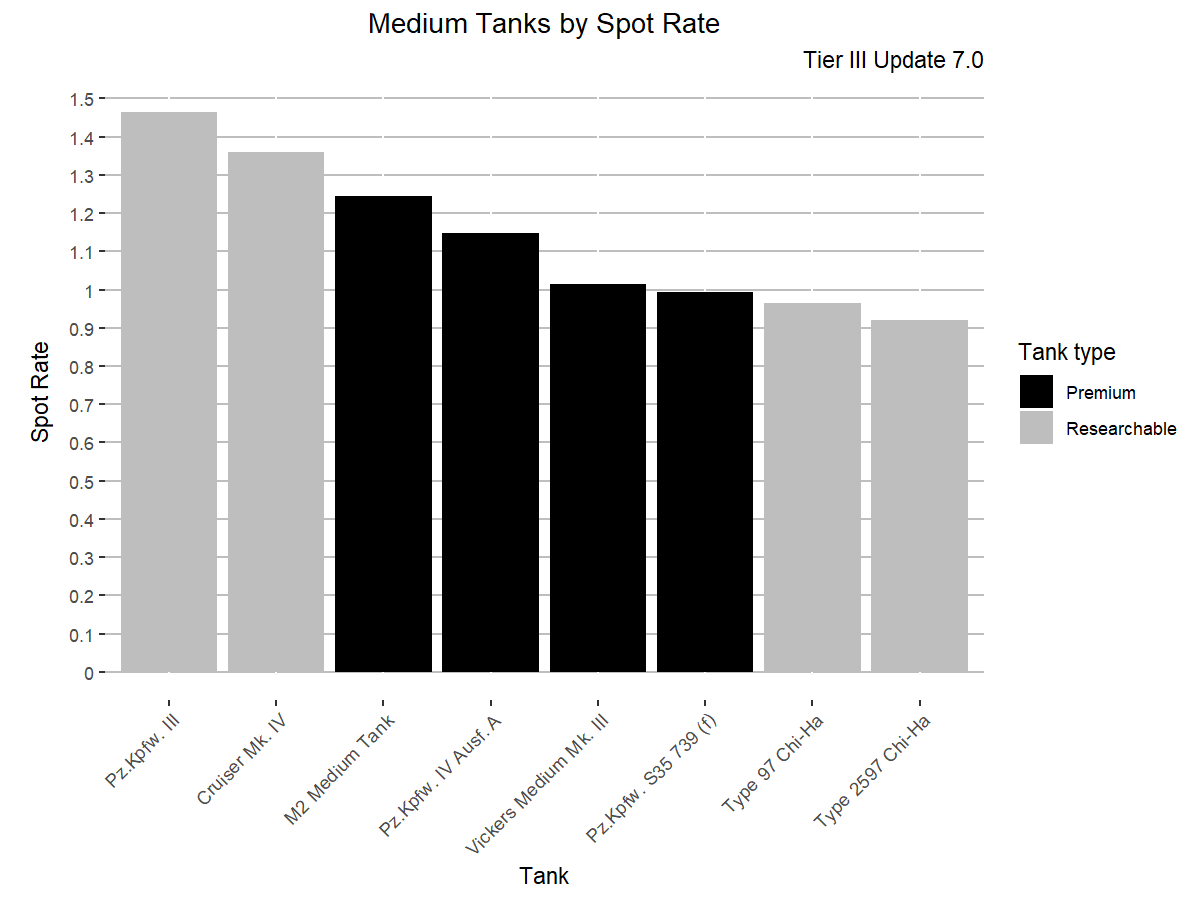 Medium Tanks by Spot Rate
Tier III Update 7.0
Spot Rate
1.5
1.4
1.3
1.2
1.1
1
0.9
0.8
0.7
0.6
0.5
0.4
0.3
0.2
0.1
0
Pz.Kpfw. III
Cruiser Mk. IV
M2 Medium Tank
Pz.Kpfw. IV Ausf. A
Vickers Medium Mk. III
Pz.Kpfw. S35 739 (f)
Type 97 Chi-Ha
Type 2597 Chi-Ha
Tank
Tank type
Premium
Researchable